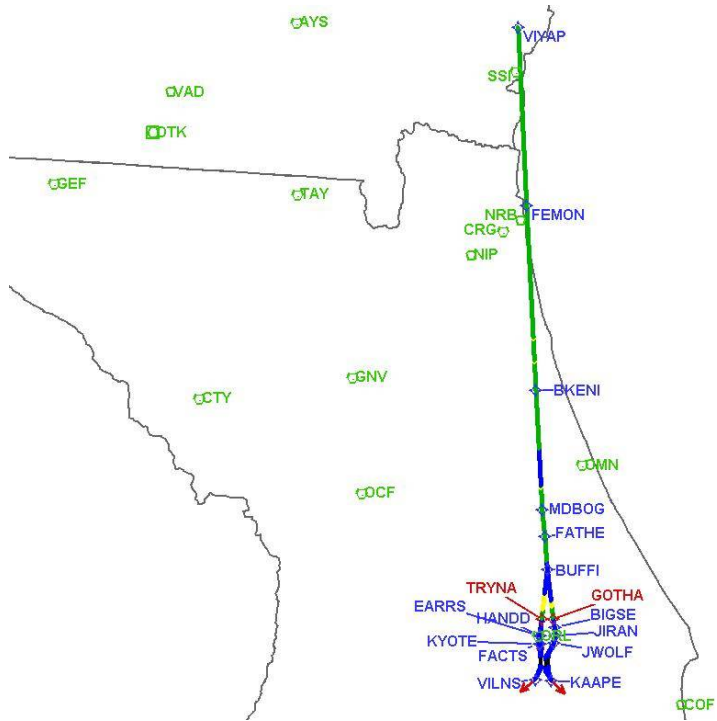 AYS
VIYAP
SSI
VAD
OTK
GEF
TAY
NRB
FEMON
CRG
NIP
GNV
BKENI
CTY
OMN
OCF
MDBOG
FATHE
BUFFI
TRYNA
GOTHA
EARRS
BIGSE
HANDD
JIRAN
KYOTE
FACTS
JWOLF
VILNS
KAAPE
COF